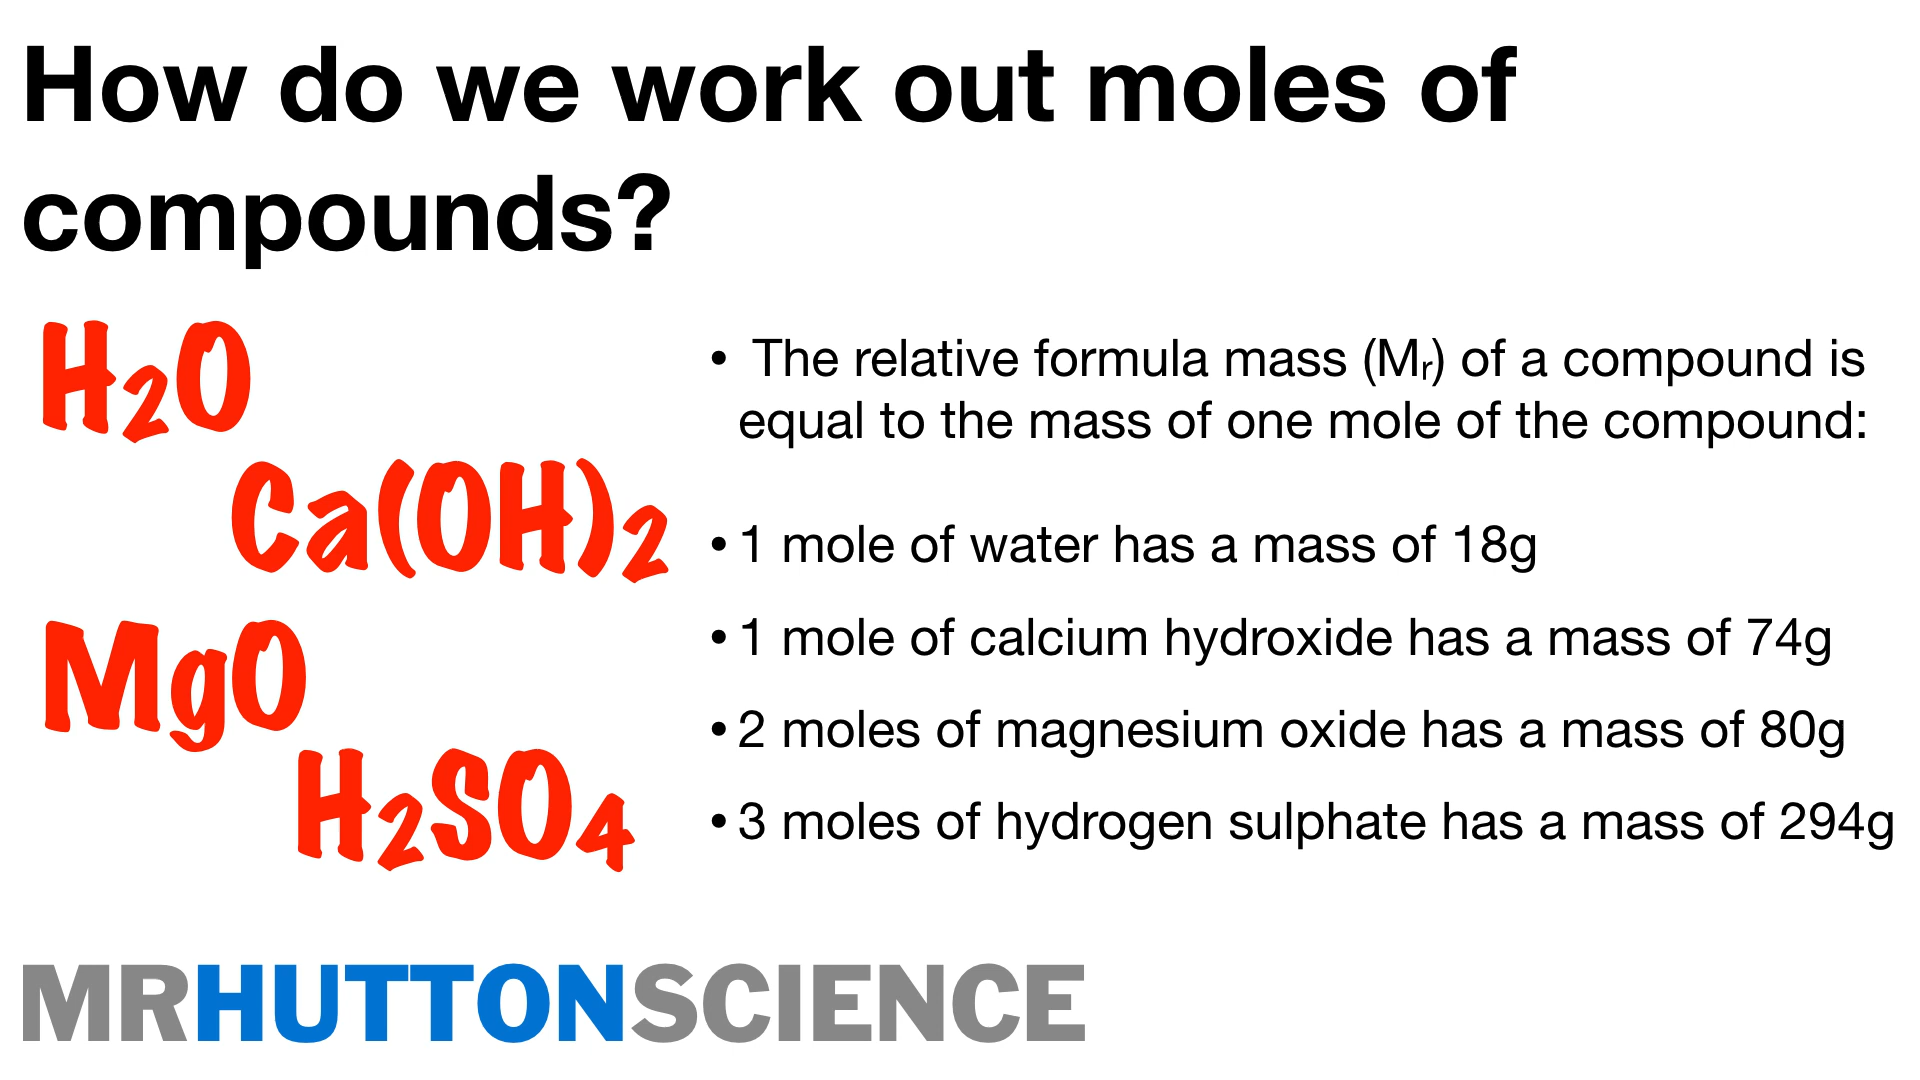 How do we work out moles of
compounds?
H₂O
Ca(OH)₂
MgO
H₂SO₄
• The relative formula mass (Mᵣ) of a compound is
equal to the mass of one mole of the compound:
• 1 mole of water has a mass of 18g
• 1 mole of calcium hydroxide has a mass of 74g
• 2 moles of magnesium oxide has a mass of 80g
• 3 moles of hydrogen sulphate has a mass of 294g
MRHUTTONSCIENCE